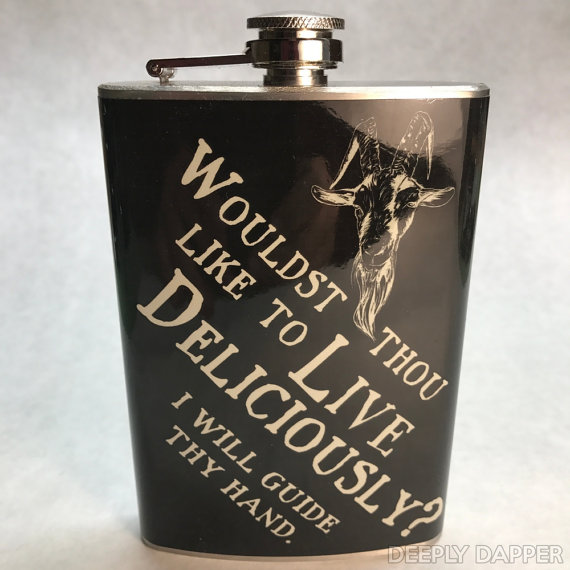 WOULDST THOU
LIKE TO LIVE
DELICIOUSLY?
I WILL GUIDE
THY HAND.
DEEPLY DAPPER